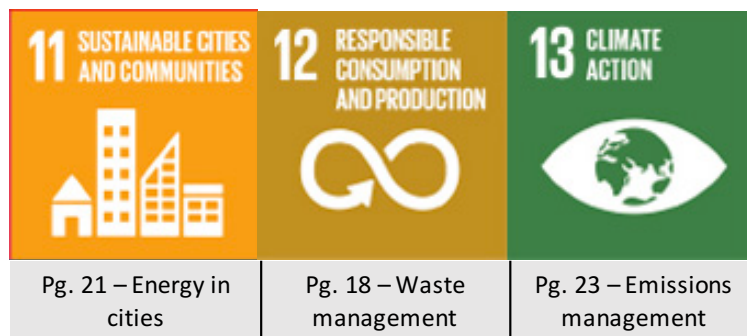 11 SUSTAINABLE CITIES
AND COMMUNITIES
12 RESPONSIBLE
CONSUMPTION
AND PRODUCTION
13 CLIMATE
ACTION
Pg. 21 – Energy in
cities
Pg. 18 – Waste
management
Pg. 23 – Emissions
management